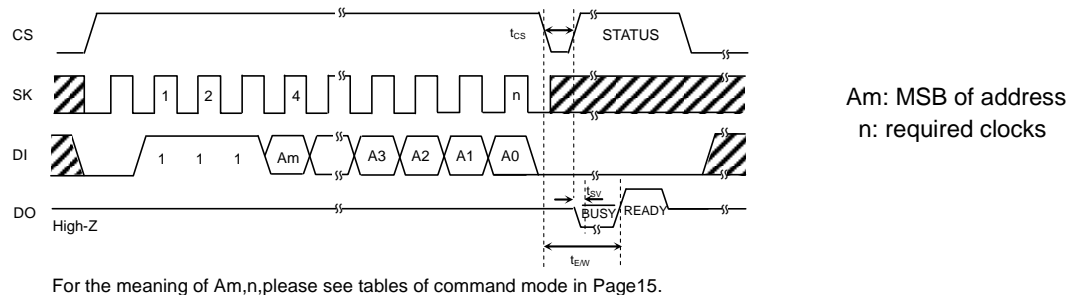 CS
tCS
STATUS
SK
1 2 4 n
DI
1 1 1 Am A3 A2 A1 A0
tSV
DO
High-Z
BUSY READY
tE/W
Am: MSB of address
n: required clocks
For the meaning of Am,n,please see tables of command mode in Page15.